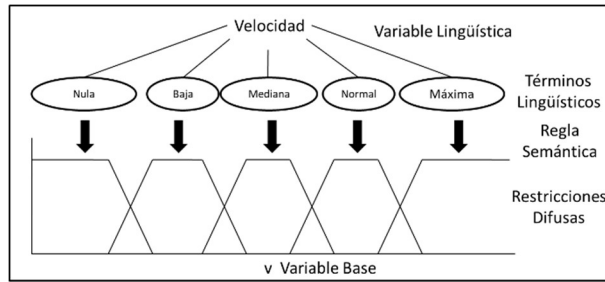 Velocidad
Variable Lingüística
Nula
Baja
Mediana
Normal
Máxima
Términos
Lingüísticos
Regla
Semántica
Restricciones
Difusas
v Variable Base